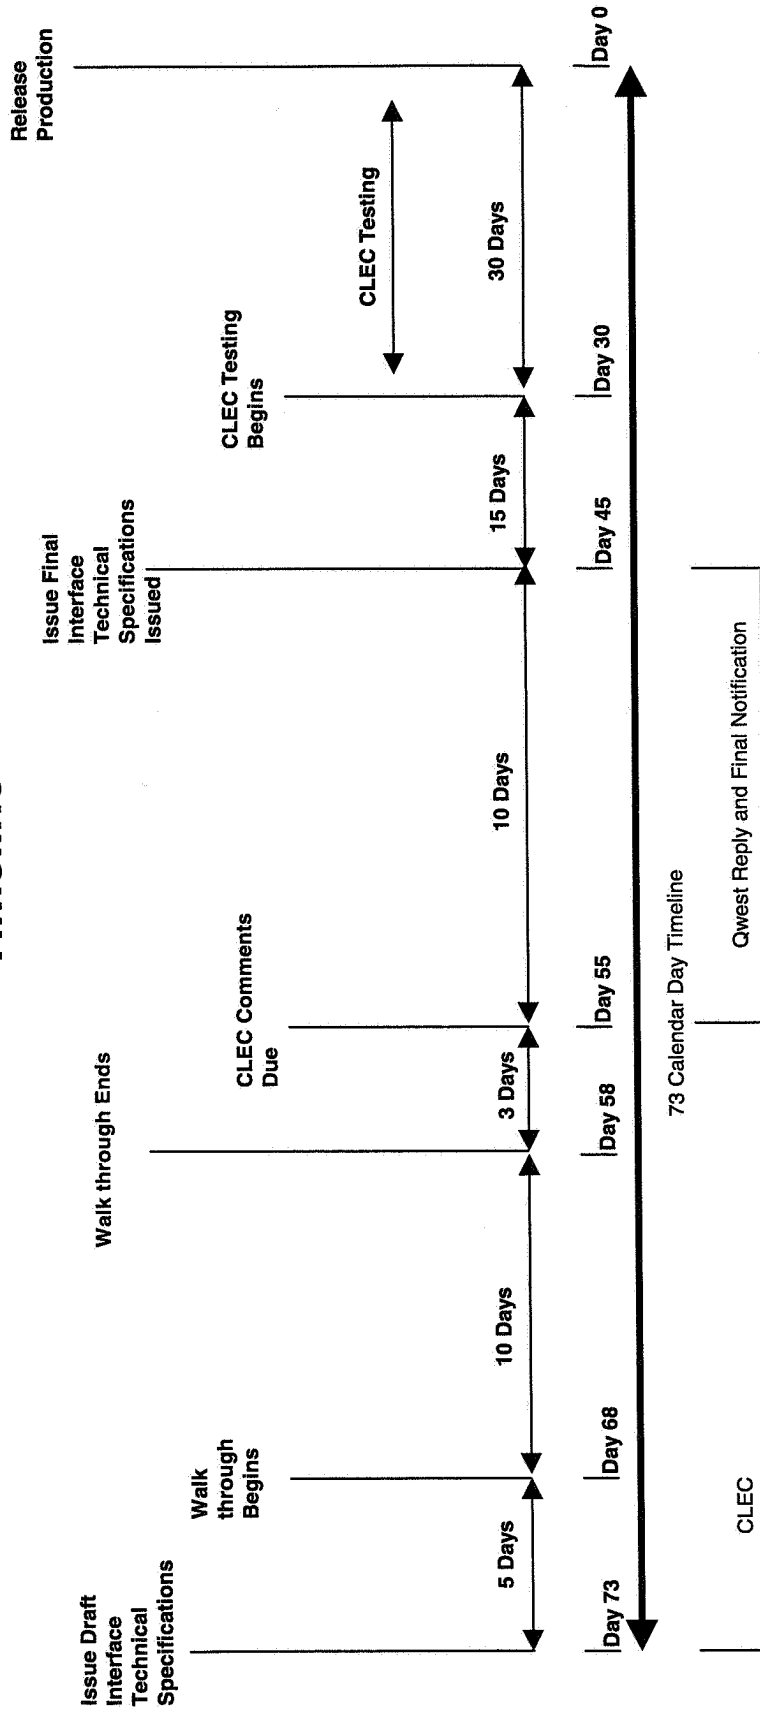 Issue Draft
Interface
Technical
Specifications
Walk
through
Begins
Walk through Ends
CLEC Comments
Due
Issue Final
Interface
Technical
Specifications
Issued
CLEC Testing
Begins
CLEC Testing
Release
Production
5 Days
10 Days
3 Days
10 Days
15 Days
30 Days
Day 73
Day 68
Day 58
Day 55
Day 45
Day 30
Day 0
73 Calendar Day Timeline
CLEC
Qwest Reply and Final Notification